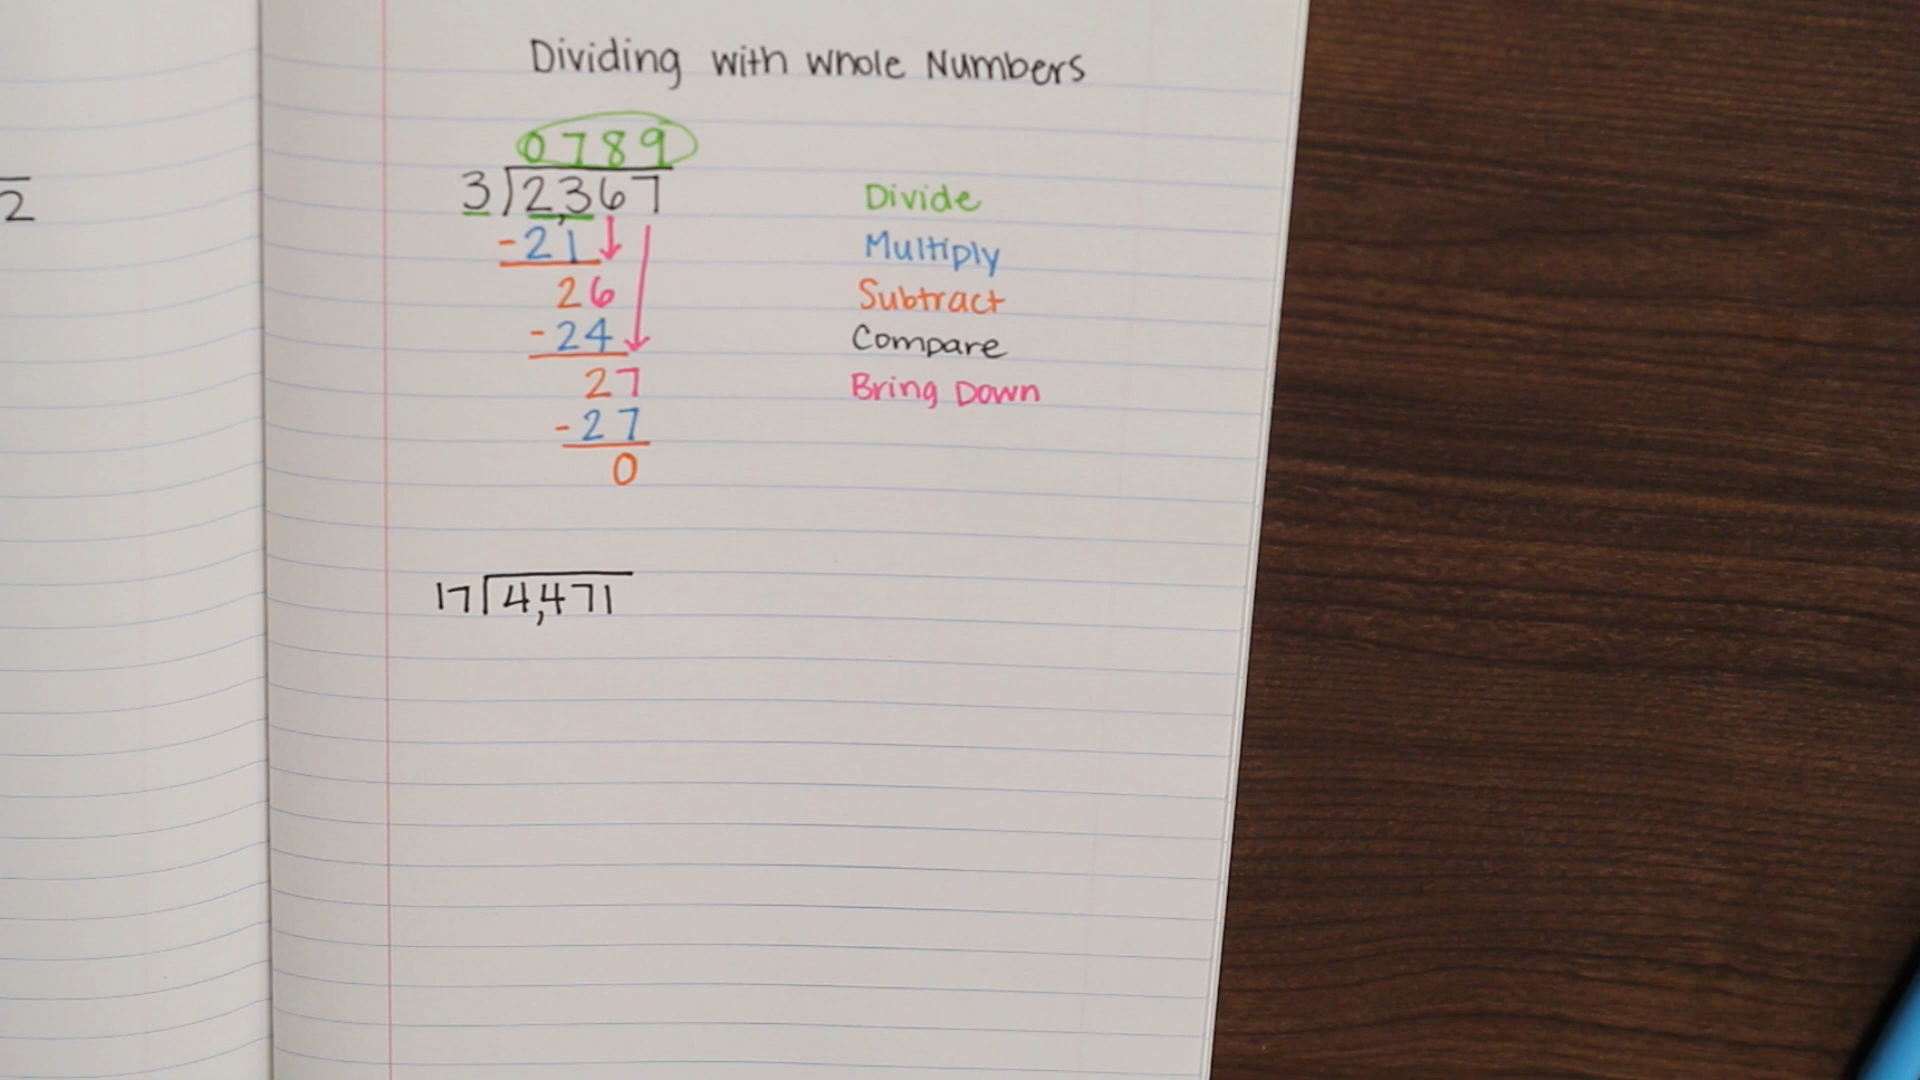 2
Dividing with Whole Numbers
0789
3)2,367
-21
26
-24
27
-27
0
Divide
Multiply
Subtract
Compare
Bring Down
17)4,471